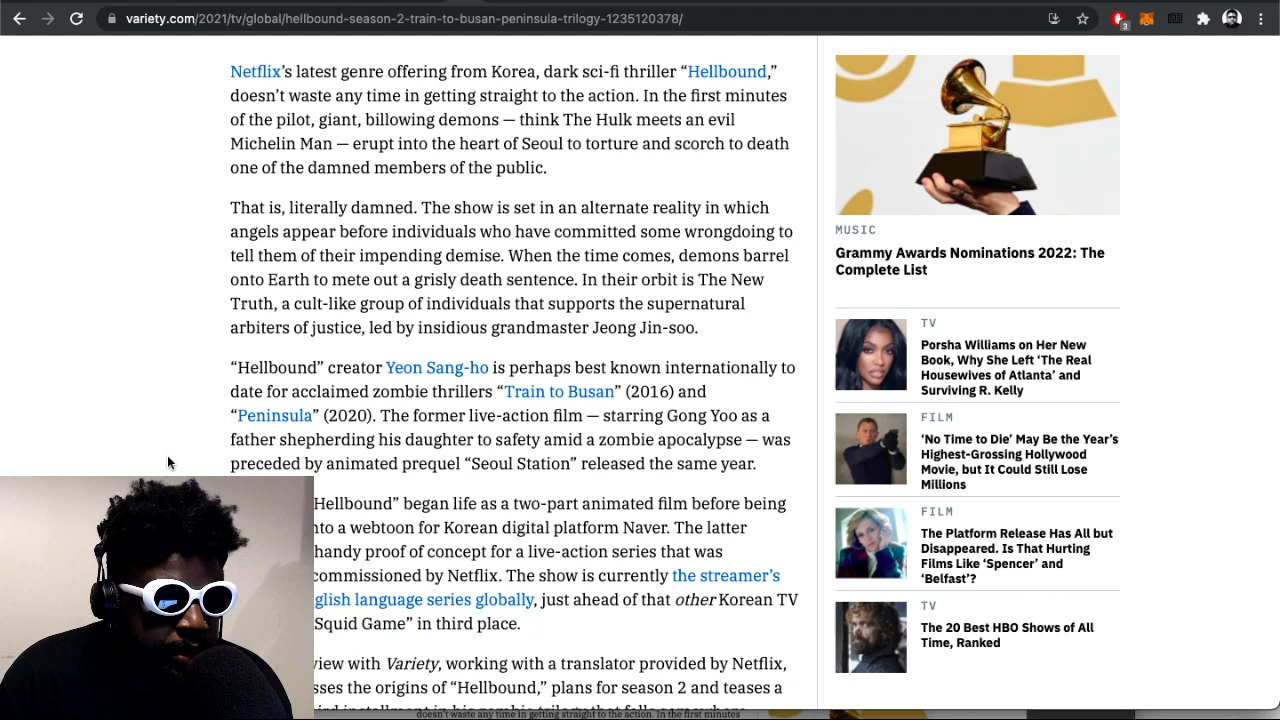 variety.com/2021/tv/global/hellbound-season-2-train-to-busan-peninsula-trilogy-1235120378/
3
Netflix’s latest genre offering from Korea, dark sci-fi thriller “Hellbound,”
doesn’t waste any time in getting straight to the action. In the first minutes
of the pilot, giant, billowing demons — think The Hulk meets an evil
Michelin Man — erupt into the heart of Seoul to torture and scorch to death
one of the damned members of the public.
That is, literally damned. The show is set in an alternate reality in which
angels appear before individuals who have committed some wrongdoing to
tell them of their impending demise. When the time comes, demons barrel
onto Earth to mete out a grisly death sentence. In their orbit is The New
Truth, a cult-like group of individuals that supports the supernatural
arbiters of justice, led by insidious grandmaster Jeong Jin-soo.
“Hellbound” creator Yeon Sang-ho is perhaps best known internationally to
date for acclaimed zombie thrillers “Train to Busan” (2016) and
“Peninsula” (2020). The former live-action film — starring Gong Yoo as a
father shepherding his daughter to safety amid a zombie apocalypse — was
preceded by animated prequel “Seoul Station” released the same year.
Hellbound” began life as a two-part animated film before being
nto a webtoon for Korean digital platform Naver. The latter
handy proof of concept for a live-action series that was
commissioned by Netflix. The show is currently the streamer’s
glish language series globally, just ahead of that other Korean TV
Squid Game” in third place.
view with Variety, working with a translator provided by Netflix,
sses the origins of “Hellbound,” plans for season 2 and teases a
doesn’t waste any time in getting straight to the action. In the first minutes
MUSIC
Grammy Awards Nominations 2022: The
Complete List
TV
Porsha Williams on Her New
Book, Why She Left ‘The Real
Housewives of Atlanta’ and
Surviving R. Kelly
FILM
‘No Time to Die’ May Be the Year’s
Highest-Grossing Hollywood
Movie, but It Could Still Lose
Millions
FILM
The Platform Release Has All but
Disappeared. Is That Hurting
Films Like ‘Spencer’ and
‘Belfast’?
TV
The 20 Best HBO Shows of All
Time, Ranked